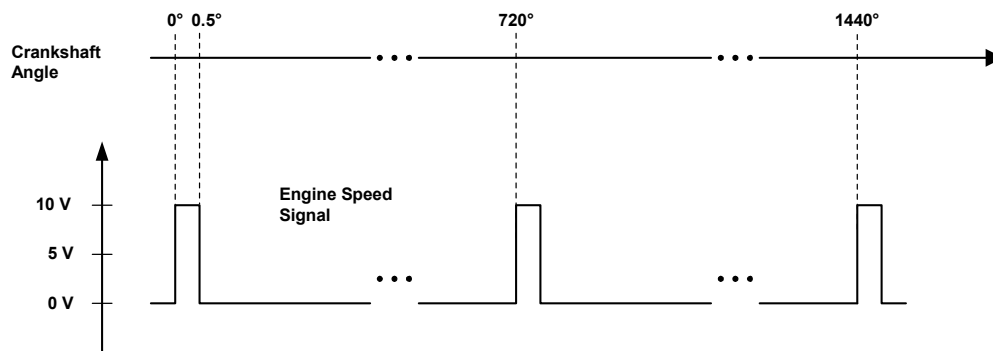 0° 0.5° 720° 1440°
Crankshaft
Angle
Engine Speed
Signal
10 V
5 V
0 V